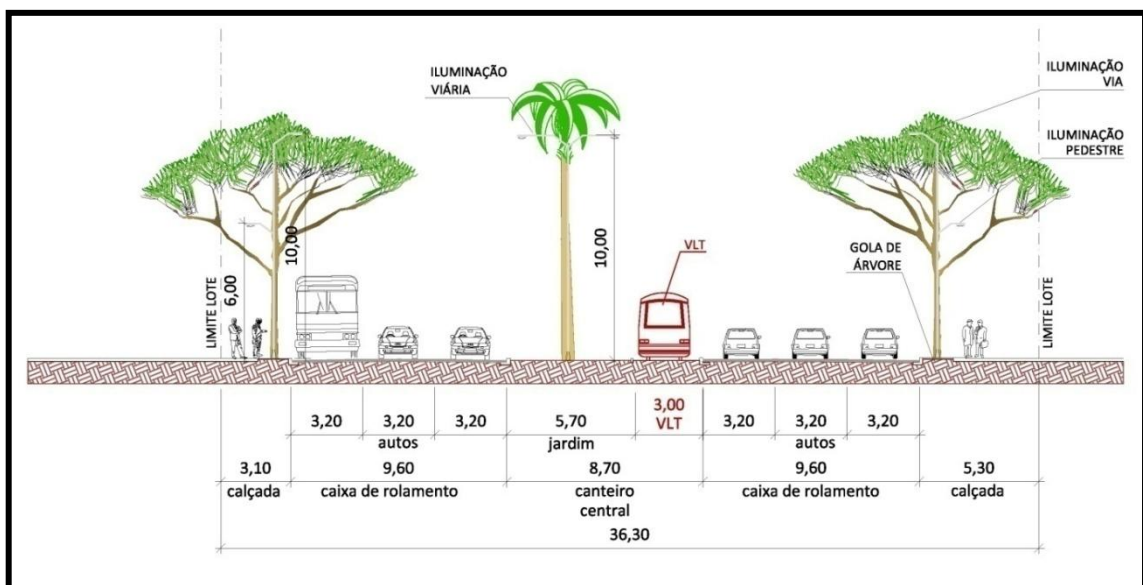 ILUMINAÇÃO
VIÁRIA
ILUMINAÇÃO
VIA
ILUMINAÇÃO
PEDESTRE
LIMITE LOTE
6,00
10,00
10,00
VLT
GOLA DE
ÁRVORE
LIMITE LOTE
3,20 3,20 3,20 5,70 3,00 3,20 3,20 3,20
autos jardim VLT autos
3,10 9,60 8,70 9,60 5,30
calçada caixa de rolamento canteiro caixa de rolamento calçada
central
36,30